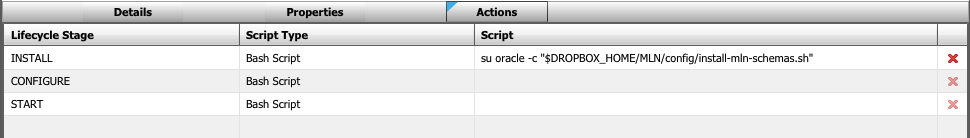 Details Properties Actions
Lifecycle Stage Script Type Script
INSTALL Bash Script su oracle -c "$DROPBOX_HOME/MLN/config/install-mln-schemas.sh"
CONFIGURE Bash Script
START Bash Script